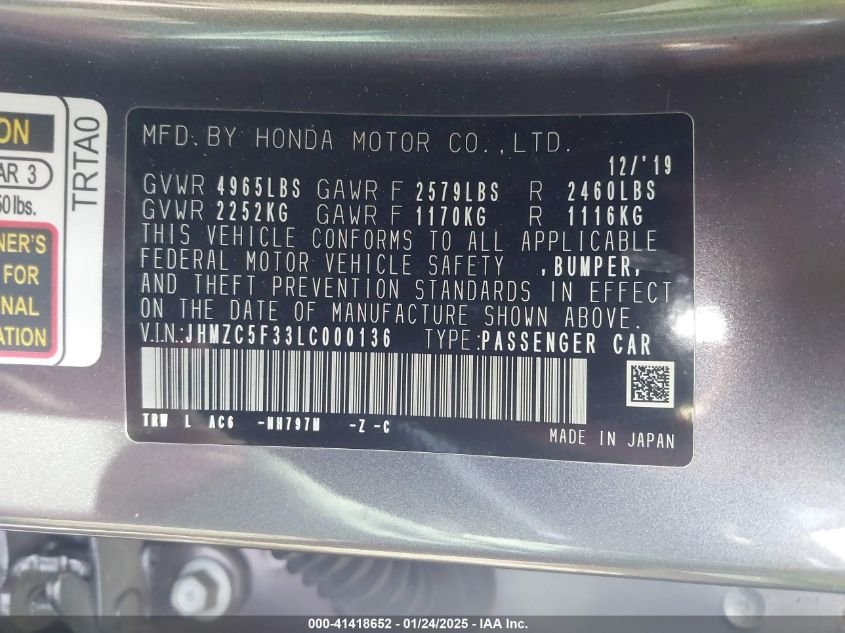 ON
AR 3
50 lbs.
NER'S
FOR
NAL
ATION
TRTA0
MFD. BY HONDA MOTOR CO.,LTD.
12/'19
GVWR 4965LBS GAWR F 2579LBS R 2460LBS
GVWR 2252KG GAWR F 1170KG R 1116KG
THIS VEHICLE CONFORMS TO ALL APPLICABLE
FEDERAL MOTOR VEHICLE SAFETY ,BUMPER,
AND THEFT PREVENTION STANDARDS IN EFFECT
ON THE DATE OF MANUFACTURE SHOWN ABOVE.
V.IN.:JHMZC5F33LC000136 TYPE:PASSENGER CAR
TRW L AC6 -NH797M -Z -C
MADE IN JAPAN
000-41418652 - 01/24/2025 - IAA Inc.